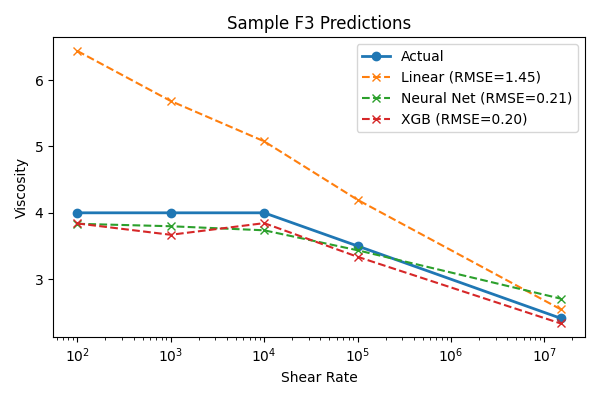 Sample F3 Predictions
Actual
Linear (RMSE=1.45)
Neural Net (RMSE=0.21)
XGB (RMSE=0.20)
Viscosity
6
5
4
3
10² 10³ 10⁴ 10⁵ 10⁶ 10⁷
Shear Rate